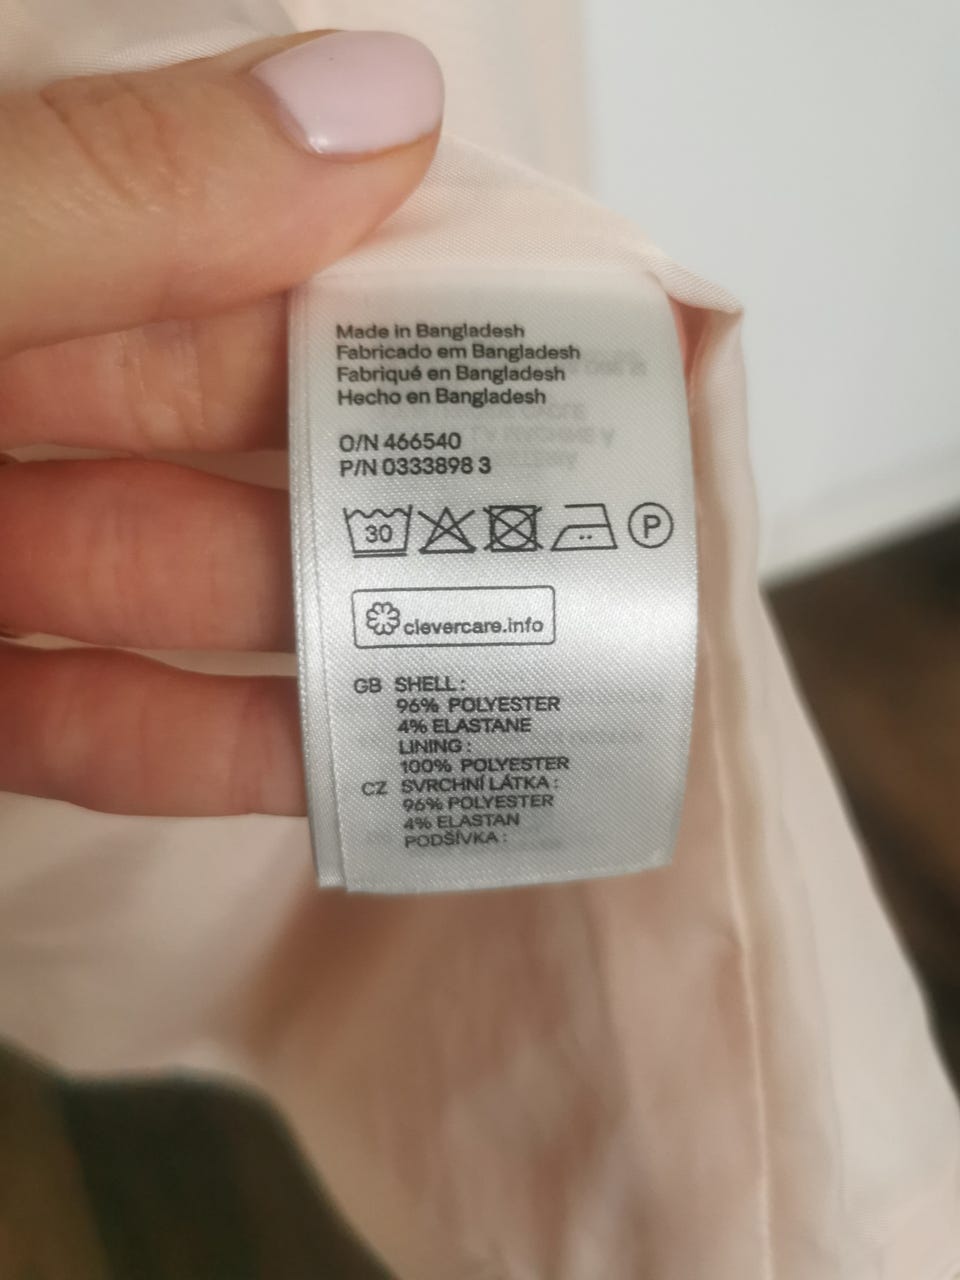 Made in Bangladesh
Fabricado em Bangladesh
Fabriqué en Bangladesh
Hecho en Bangladesh
O/N 466540
P/N 0333898 3
30 P
clevercare.info
GB SHELL :
96% POLYESTER
4% ELASTANE
LINING :
100% POLYESTER
CZ SVRCHNÍ LÁTKA :
96% POLYESTER
4% ELASTAN
PODŠÍVKA :